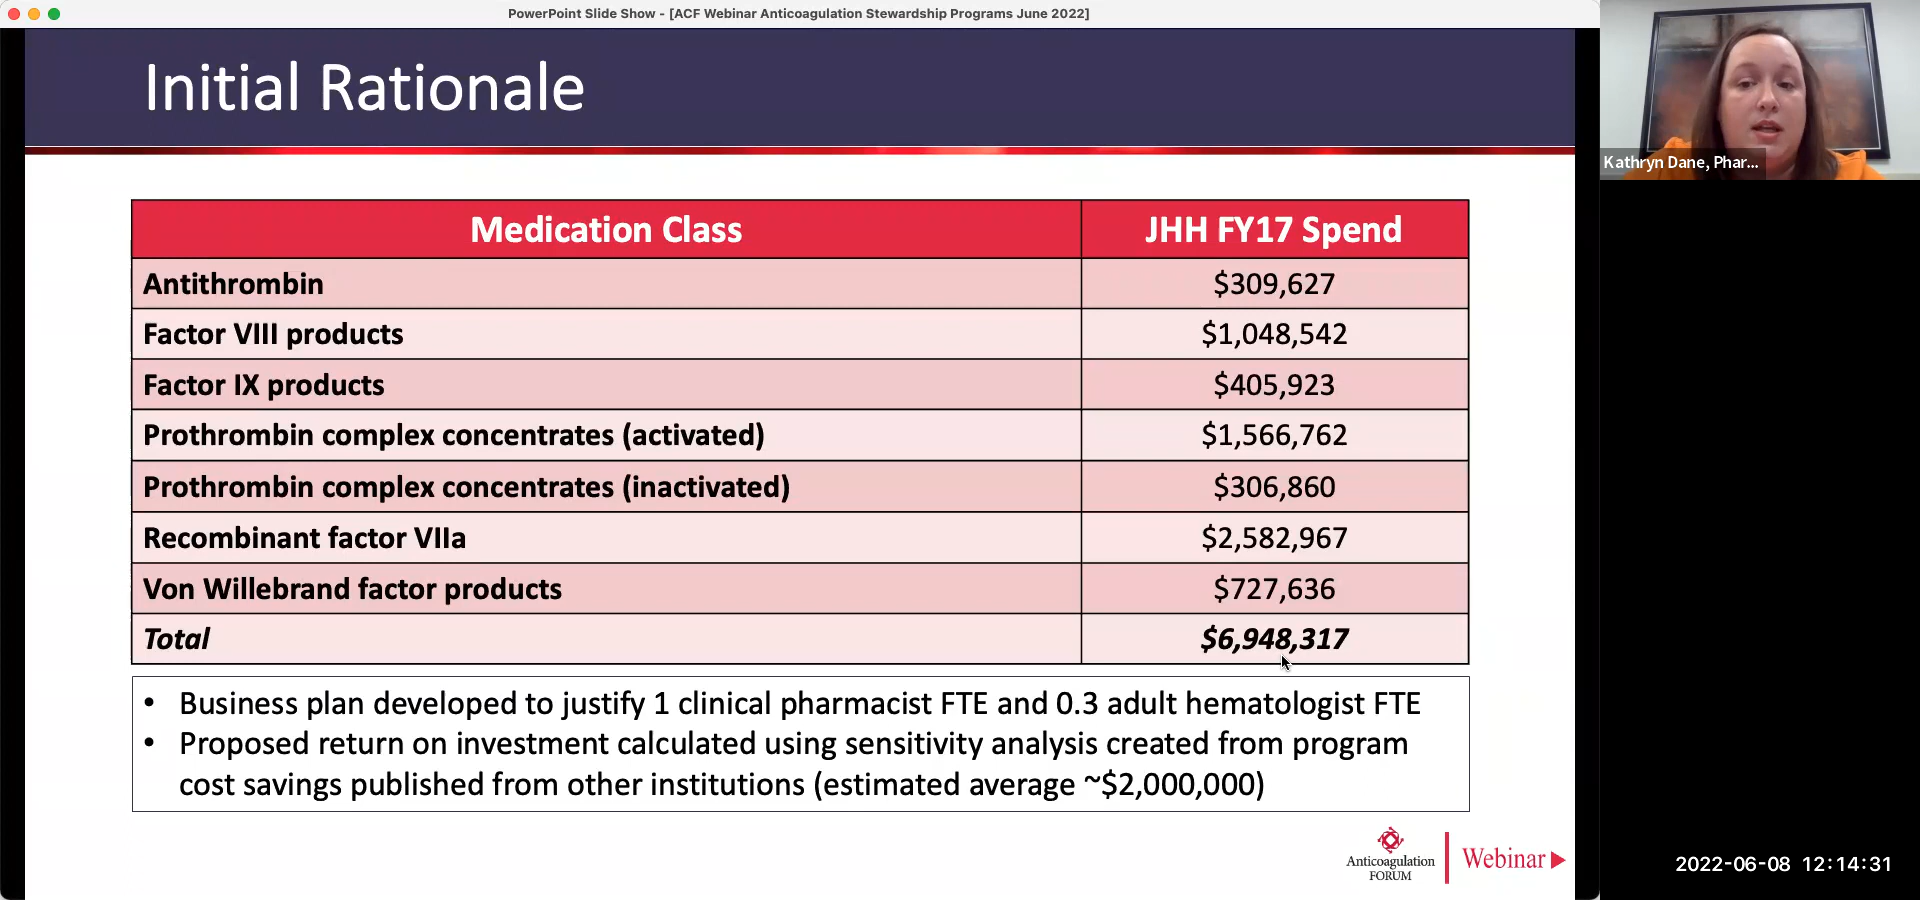 PowerPoint Slide Show - [ACF Webinar Anticoagulation Stewardship Programs June 2022]
Initial Rationale
Medication Class JHH FY17 Spend
Antithrombin $309,627
Factor VIII products $1,048,542
Factor IX products $405,923
Prothrombin complex concentrates (activated) $1,566,762
Prothrombin complex concentrates (inactivated) $306,860
Recombinant factor VIIa $2,582,967
Von Willebrand factor products $727,636
Total $6,948,317
• Business plan developed to justify 1 clinical pharmacist FTE and 0.3 adult hematologist FTE
• Proposed return on investment calculated using sensitivity analysis created from program
cost savings published from other institutions (estimated average ~$2,000,000)
Anticoagulation
FORUM
Webinar
Kathryn Dane, Phar...
2022-06-08 12:14:31